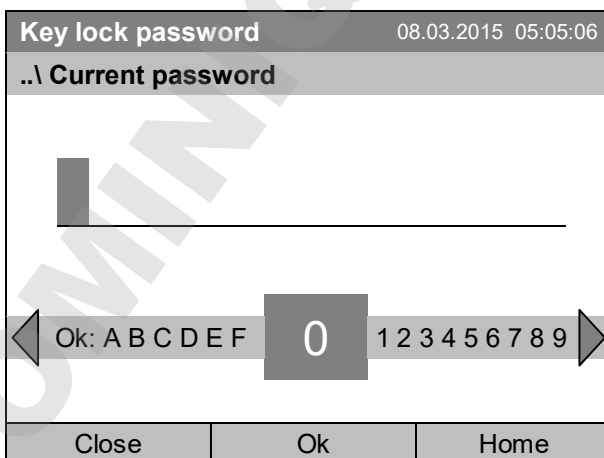 Key lock password 08.03.2015 05:05:06
..\ Current password
Ok: A B C D E F 0 1 2 3 4 5 6 7 8 9
Close Ok Home